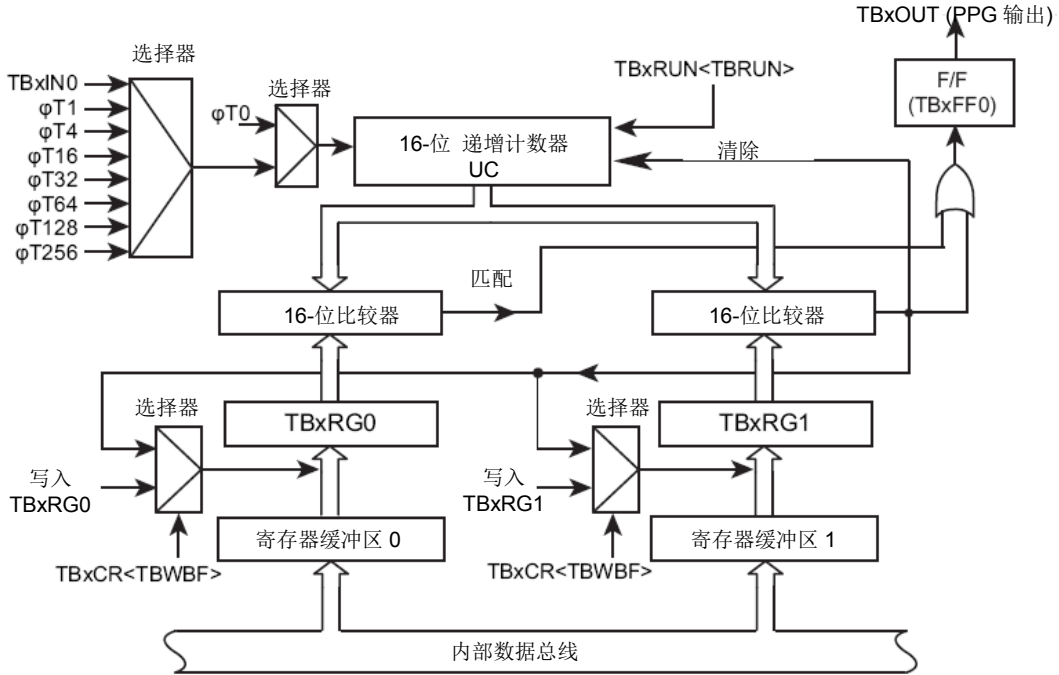 TBxOUT (PPG 输出)
选择器
TBxIN0
φT1
φT4
φT16
φT32
φT64
φT128
φT256
选择器
φT0
TBxRUN<TBRUN>
F/F
(TBxFF0)
16-位 递增计数器
UC
清除
匹配
16-位比较器
16-位比较器
选择器
TBxRG0
选择器
TBxRG1
写入
TBxRG0
写入
TBxRG1
寄存器缓冲区 0
寄存器缓冲区 1
TBxCR<TBWBF>
TBxCR<TBWBF>
内部数据总线